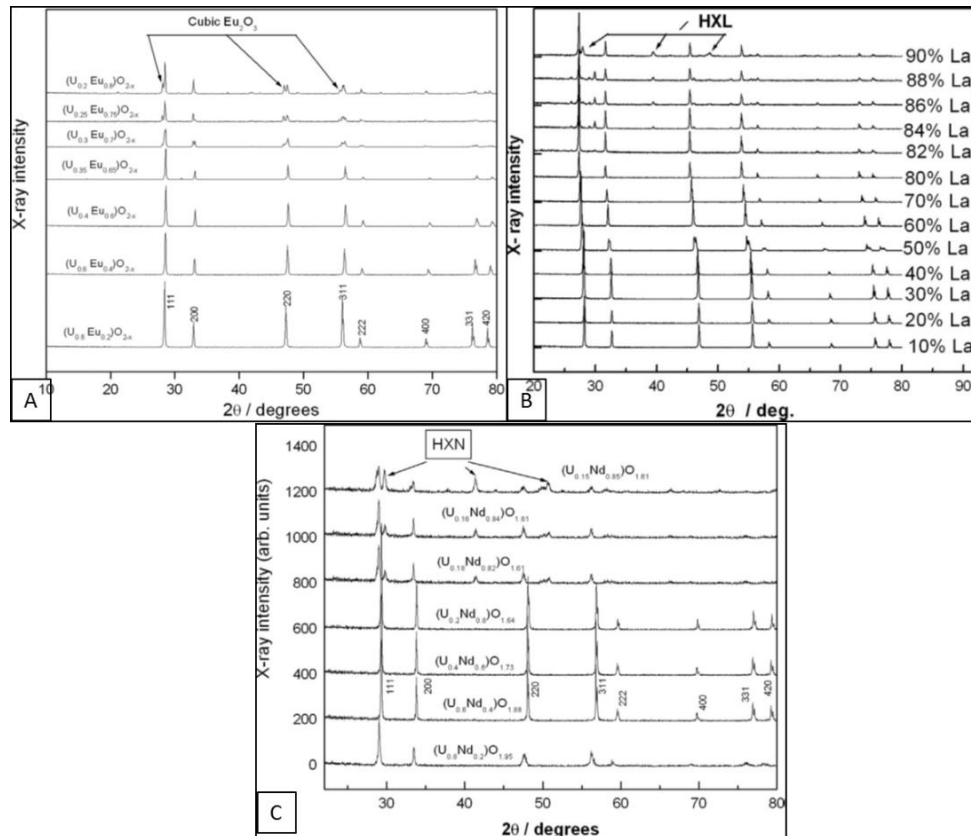 Cubic Eu2O3
(U0.2 Eu0.8)O2-x
(U0.25 Eu0.75)O2-x
(U0.3 Eu0.7)O2-x
(U0.35 Eu0.65)O2-x
(U0.4 Eu0.6)O2-x
(U0.6 Eu0.4)O2-x
(U0.8 Eu0.2)O2-x
111 200 220 311 222 400 331 420
X-ray intensity
10 20 30 40 50 60 70 80
2θ / degrees
A
B
HXL
90% La
88% La
86% La
84% La
82% La
80% La
70% La
60% La
50% La
40% La
30% La
20% La
10% La
X- ray intensity
20 30 40 50 60 70 80 90
2θ / deg.
HXN
(U0.15Nd0.85)O1.61
(U0.16Nd0.84)O1.61
(U0.18Nd0.82)O1.61
(U0.2Nd0.8)O1.64
(U0.4Nd0.6)O1.73
111 200 220 311 222 400 331 420
(U0.6Nd0.4)O1.88
(U0.8Nd0.2)O1.95
1400
1200
1000
800
600
400
200
0
X-ray intensity (arb. units)
30 40 50 60 70 80
2θ / degrees
C